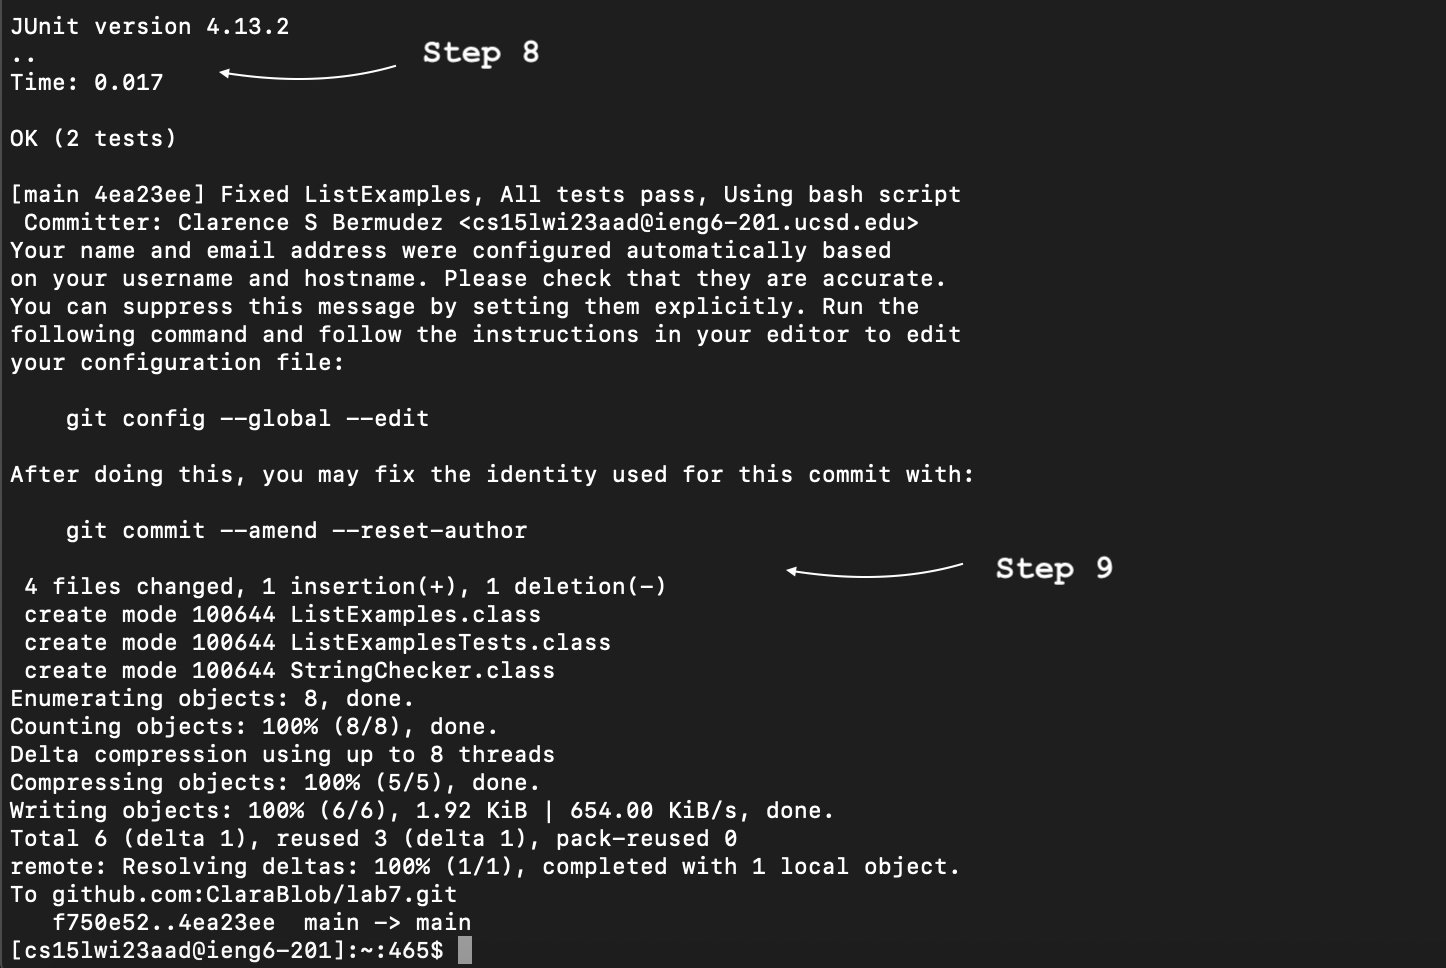 JUnit version 4.13.2
..
Step 8
Time: 0.017
OK (2 tests)
[main 4ea23ee] Fixed ListExamples, All tests pass, Using bash script
Committer: Clarence S Bermudez <cs15lwi23aad@ieng6-201.ucsd.edu>
Your name and email address were configured automatically based
on your username and hostname. Please check that they are accurate.
You can suppress this message by setting them explicitly. Run the
following command and follow the instructions in your editor to edit
your configuration file:
git config --global --edit
After doing this, you may fix the identity used for this commit with:
git commit --amend --reset-author
Step 9
4 files changed, 1 insertion(+), 1 deletion(-)
create mode 100644 ListExamples.class
create mode 100644 ListExamplesTests.class
create mode 100644 StringChecker.class
Enumerating objects: 8, done.
Counting objects: 100% (8/8), done.
Delta compression using up to 8 threads
Compressing objects: 100% (5/5), done.
Writing objects: 100% (6/6), 1.92 KiB | 654.00 KiB/s, done.
Total 6 (delta 1), reused 3 (delta 1), pack-reused 0
remote: Resolving deltas: 100% (1/1), completed with 1 local object.
To github.com:ClaraBlob/lab7.git
f750e52..4ea23ee  main -> main
[cs15lwi23aad@ieng6-201]:~:465$